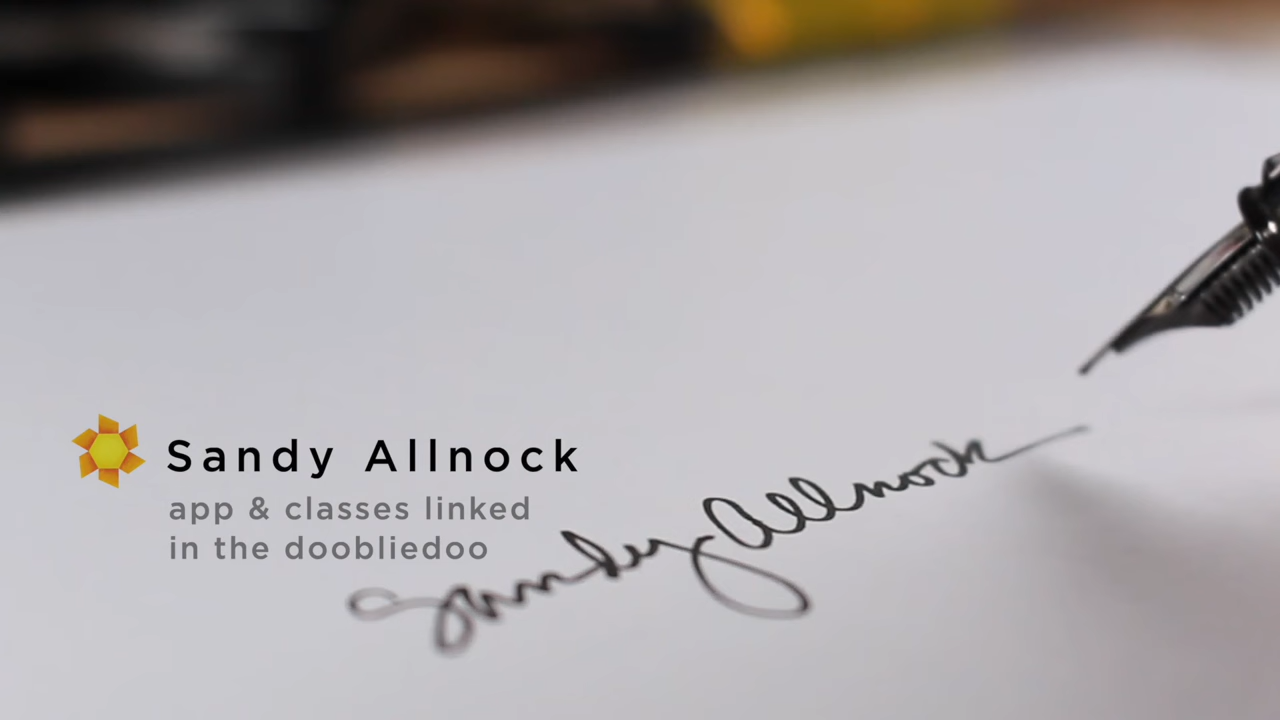 Sandy Allnock
app & classes linked
in the doobliedoo
Sandy Allnock